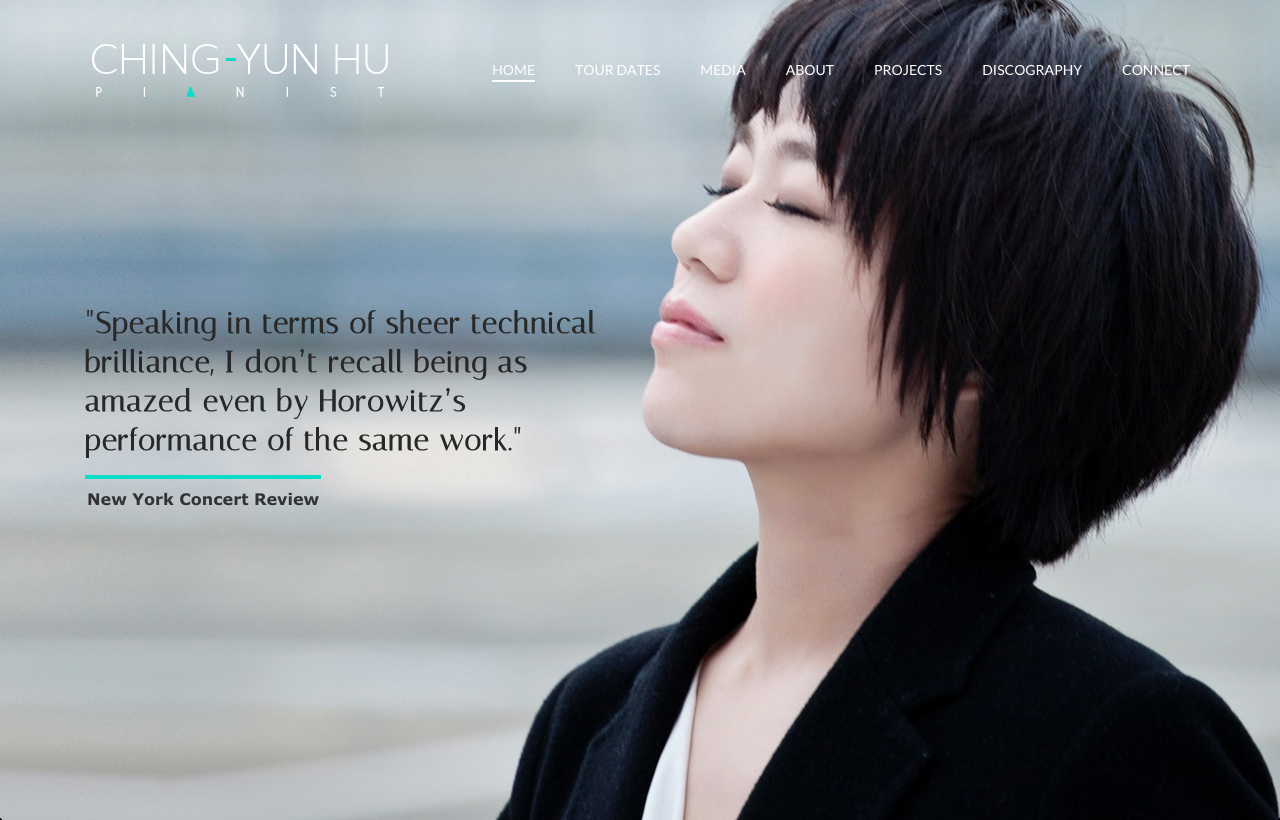 CHING-YUN HU
PIANIST
HOME TOUR DATES MEDIA ABOUT PROJECTS DISCOGRAPHY CONNECT
"Speaking in terms of sheer technical
brilliance, I don't recall being as
amazed even by Horowitz's
performance of the same work."
New York Concert Review